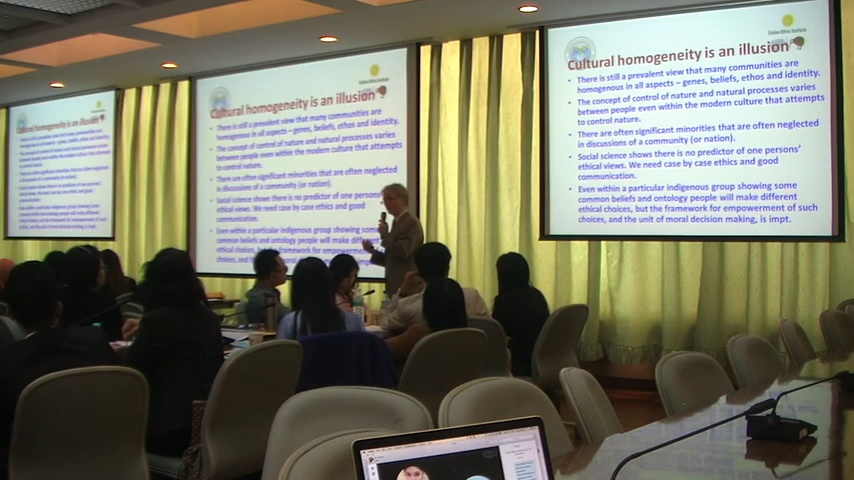 Eubios Ethics Institute
Cultural homogeneity is an illusion
• There is still a prevalent view that many communities are
homogenous in all aspects – genes, beliefs, ethos and identity.
• The concept of control of nature and natural processes varies
between people even within the modern culture that attempts
to control nature.
• There are often significant minorities that are often neglected
in discussions of a community (or nation).
• Social science shows there is no predictor of one persons'
ethical views. We need case by case ethics and good
communication.
• Even within a particular indigenous group showing some
common beliefs and ontology people will make different
ethical choices, but the framework for empowerment of such
choices, and the unit of moral decision making, is impt.